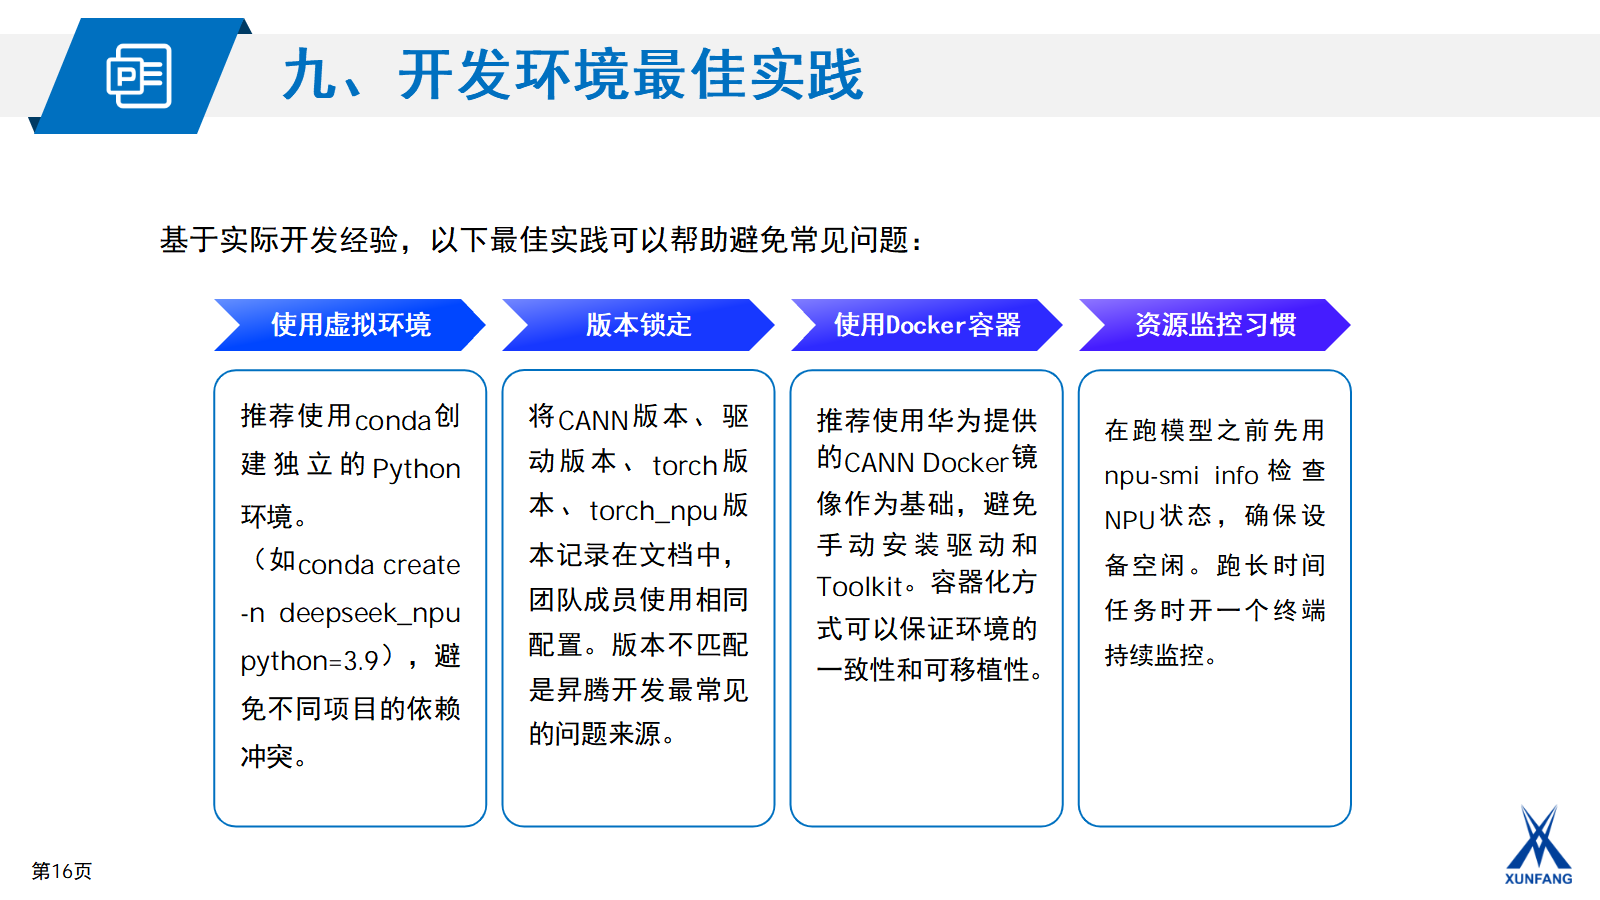 九、开发环境最佳实践
基于实际开发经验，以下最佳实践可以帮助避免常见问题：
使用虚拟环境
推荐使用conda创
建独立的Python
环境。
（如conda create
-n deepseek_npu
python=3.9），避
免不同项目的依赖
冲突。
版本锁定
将CANN版本、驱
动版本、torch版
本、torch_npu版
本记录在文档中，
团队成员使用相同
配置。版本不匹配
是昇腾开发最常见
的问题来源。
使用Docker容器
推荐使用华为提供
的CANN Docker镜
像作为基础，避免
手动安装驱动和
Toolkit。容器化方
式可以保证环境的
一致性和可移植性。
资源监控习惯
在跑模型之前先用
npu-smi info检查
NPU状态，确保设
备空闲。跑长时间
任务时开一个终端
持续监控。
第16页
XUNFANG